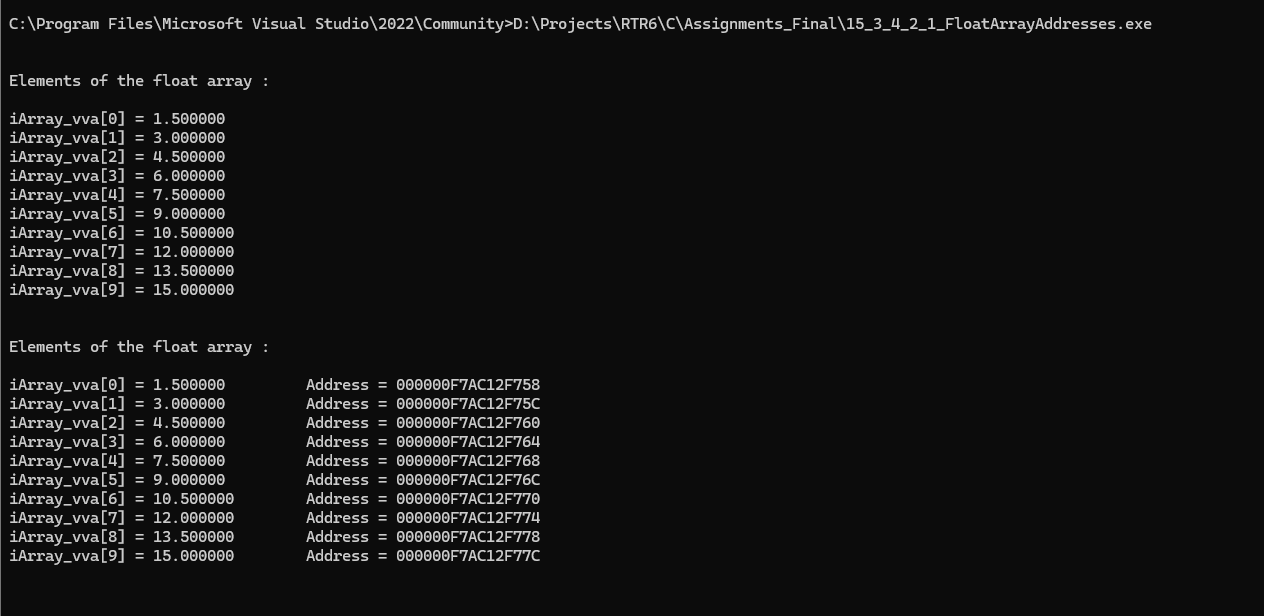 C:\Program Files\Microsoft Visual Studio\2022\Community>D:\Projects\RTR6\C\Assignments_Final\15_3_4_2_1_FloatArrayAddresses.exe
Elements of the float array :
iArray_vva[0] = 1.500000
iArray_vva[1] = 3.000000
iArray_vva[2] = 4.500000
iArray_vva[3] = 6.000000
iArray_vva[4] = 7.500000
iArray_vva[5] = 9.000000
iArray_vva[6] = 10.500000
iArray_vva[7] = 12.000000
iArray_vva[8] = 13.500000
iArray_vva[9] = 15.000000
Elements of the float array :
iArray_vva[0] = 1.500000         Address = 000000F7AC12F758
iArray_vva[1] = 3.000000         Address = 000000F7AC12F75C
iArray_vva[2] = 4.500000         Address = 000000F7AC12F760
iArray_vva[3] = 6.000000         Address = 000000F7AC12F764
iArray_vva[4] = 7.500000         Address = 000000F7AC12F768
iArray_vva[5] = 9.000000         Address = 000000F7AC12F76C
iArray_vva[6] = 10.500000        Address = 000000F7AC12F770
iArray_vva[7] = 12.000000        Address = 000000F7AC12F774
iArray_vva[8] = 13.500000        Address = 000000F7AC12F778
iArray_vva[9] = 15.000000        Address = 000000F7AC12F77C